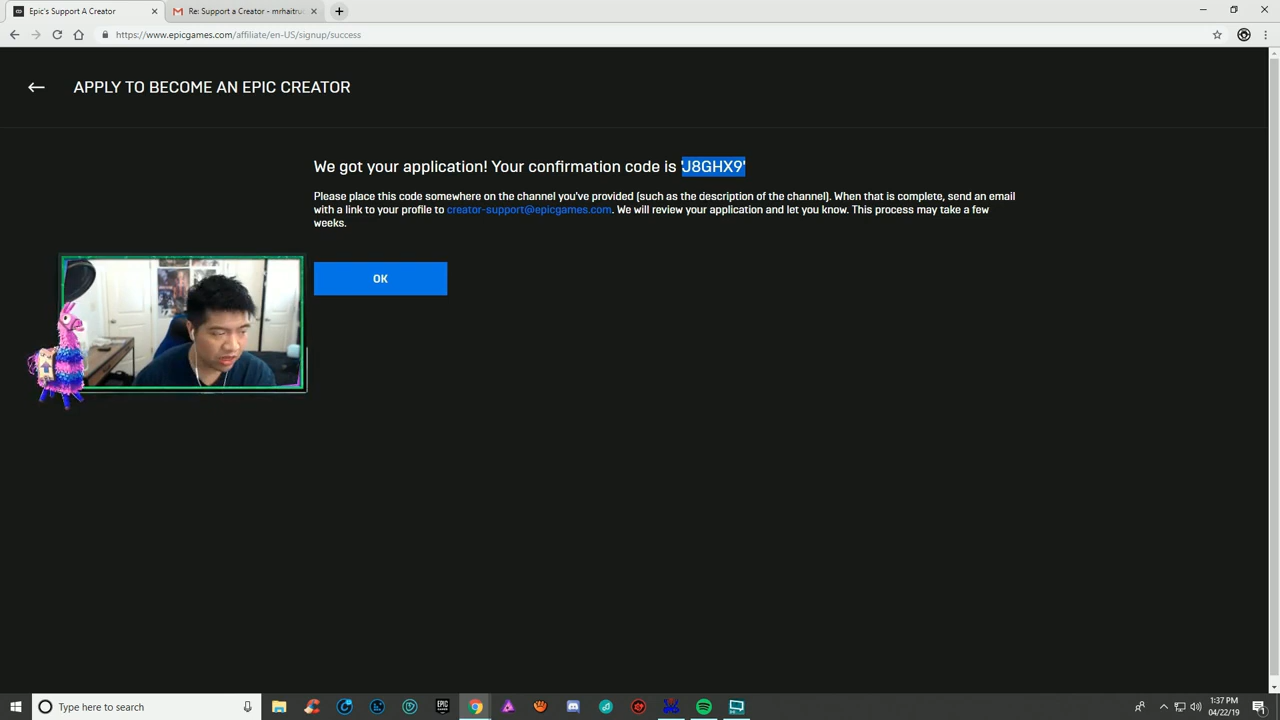 Epic's Support A Creator
Re: Support a Creator - mrhaitruc
https://www.epicgames.com/affiliate/en-US/signup/success
APPLY TO BECOME AN EPIC CREATOR
We got your application! Your confirmation code is 'J8GHX9'
Please place this code somewhere on the channel you've provided (such as the description of the channel). When that is complete, send an email
with a link to your profile to creator-support@epicgames.com. We will review your application and let you know. This process may take a few
weeks.
OK
Type here to search
EPIC
GAMES
1:37 PM
04/22/19